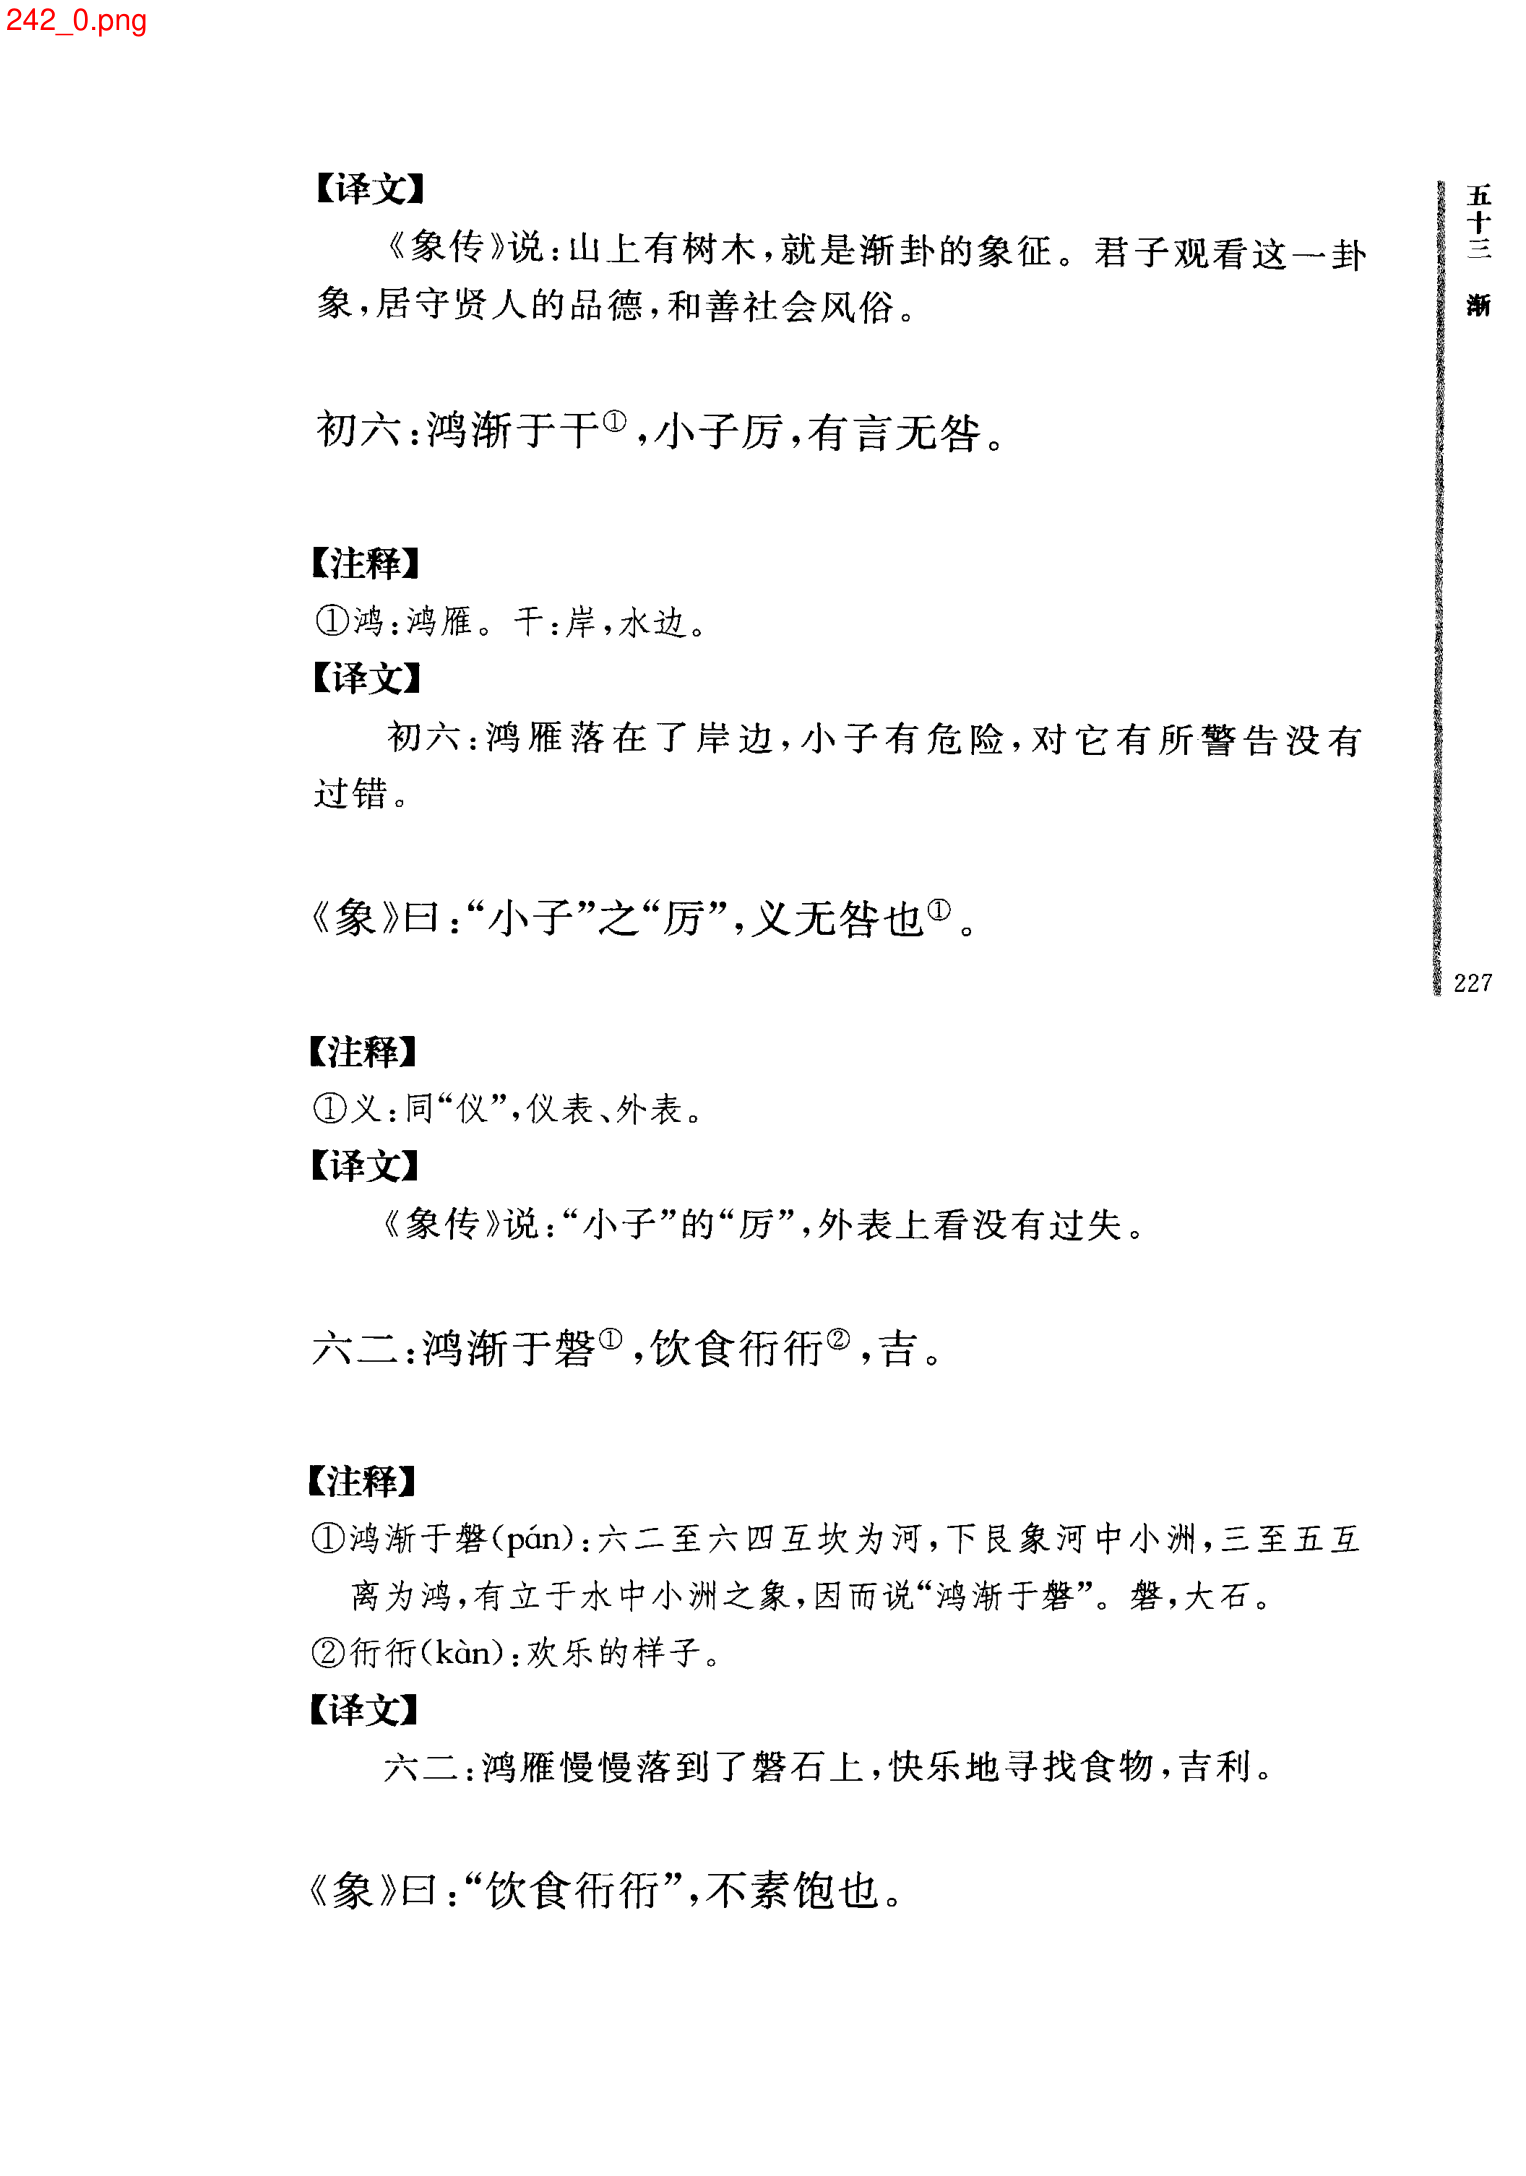 242_0.png
【译文】
《象传》说:山上有树木,就是渐卦的象征。君子观看这一卦
象,居守贤人的品德,和善社会风俗。
初六:鸿渐于干①,小子厉,有言无咎。
【注释】
①鸿:鸿雁。干:岸,水边。
【译文】
初六:鸿雁落在了岸边,小子有危险,对它有所警告没有
过错。
《象》曰:“小子”之“厉”,义无咎也①。
【注释】
①义:同“仪”,仪表、外表。
【译文】
《象传》说:“小子”的“厉”,外表上看没有过失。
六二:鸿渐于磐①,饮食衎衎②,吉。
【注释】
①鸿渐于磐(pán):六二至六四互坎为河,下艮象河中小洲,三至五互
离为鸿,有立于水中小洲之象,因而说“鸿渐于磐”。磐,大石。
②衎衎(kàn):欢乐的样子。
【译文】
六二:鸿雁慢慢落到了磐石上,快乐地寻找食物,吉利。
《象》曰:“饮食衎衎”,不素饱也。
五十三 渐
227